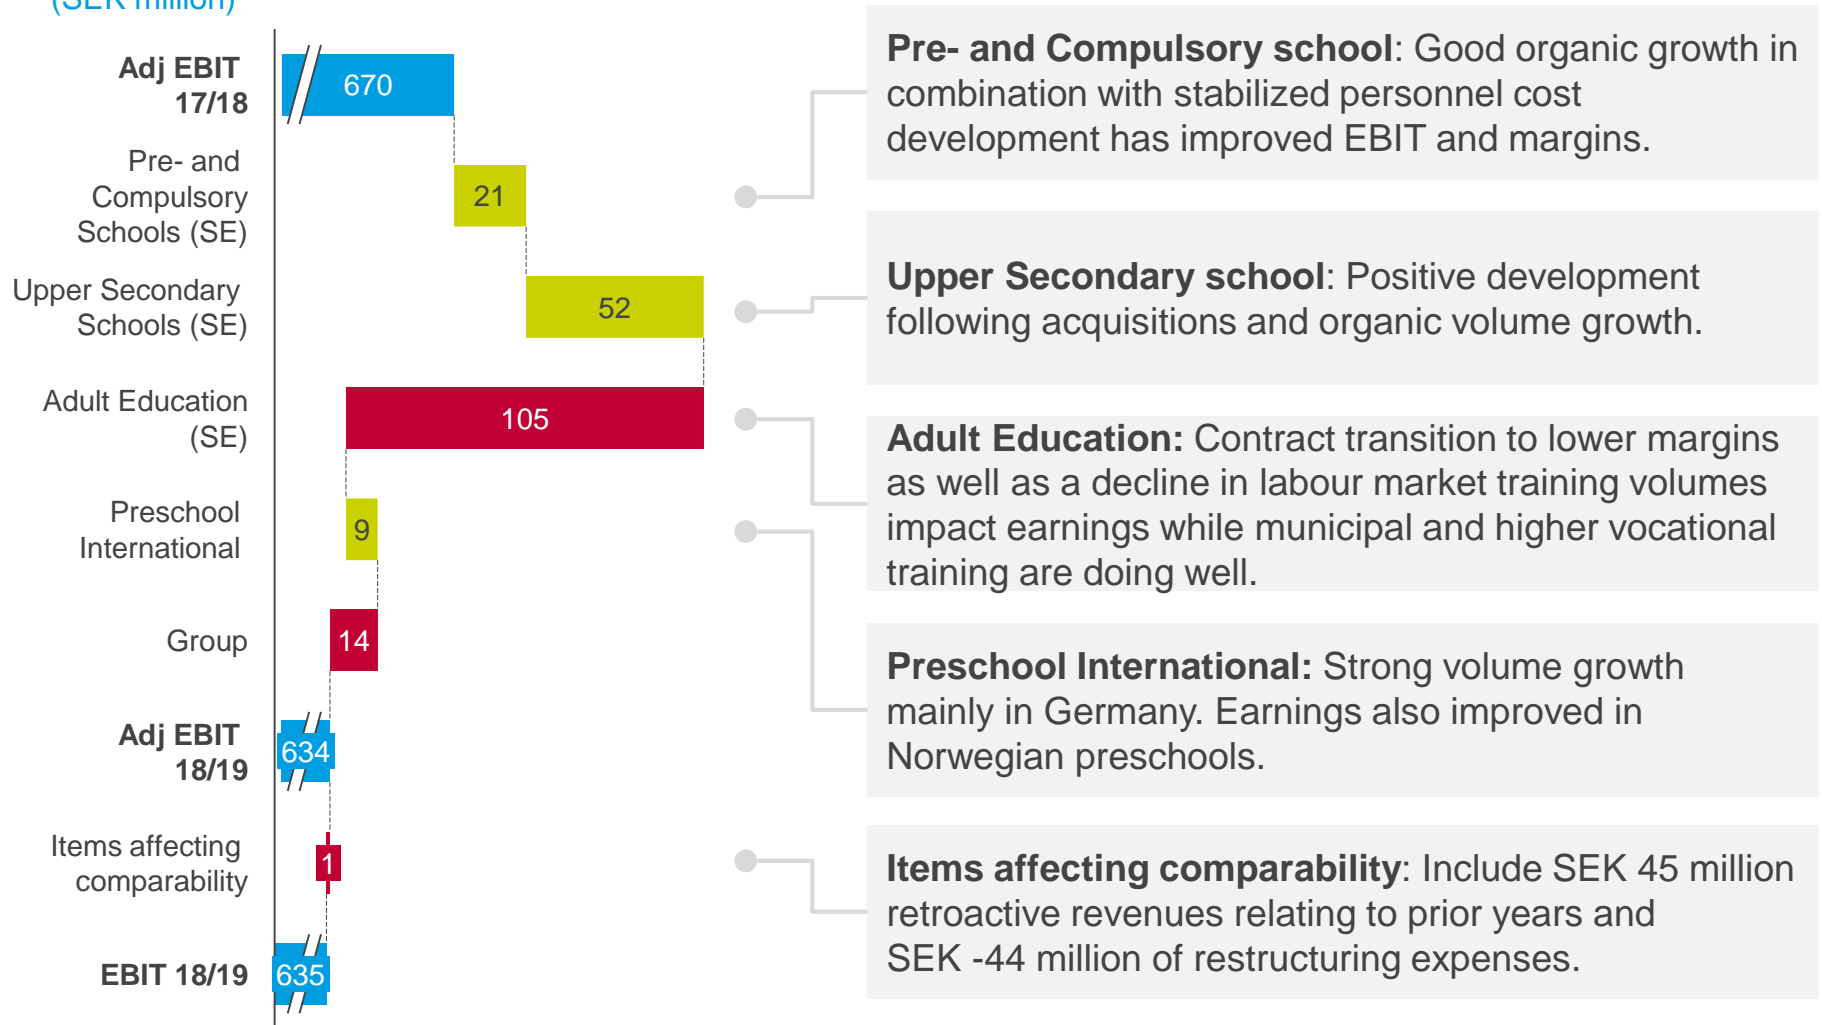 (SEK million)
Adj EBIT
17/18
670
Pre- and
Compulsory
Schools (SE)
21
Upper Secondary
Schools (SE)
52
Adult Education
(SE)
105
Preschool
International
9
Group
14
Adj EBIT
18/19
634
Items affecting
comparability
1
EBIT 18/19
635
Pre- and Compulsory school: Good organic growth in
combination with stabilized personnel cost
development has improved EBIT and margins.
Upper Secondary school: Positive development
following acquisitions and organic volume growth.
Adult Education: Contract transition to lower margins
as well as a decline in labour market training volumes
impact earnings while municipal and higher vocational
training are doing well.
Preschool International: Strong volume growth
mainly in Germany. Earnings also improved in
Norwegian preschools.
Items affecting comparability: Include SEK 45 million
retroactive revenues relating to prior years and
SEK -44 million of restructuring expenses.